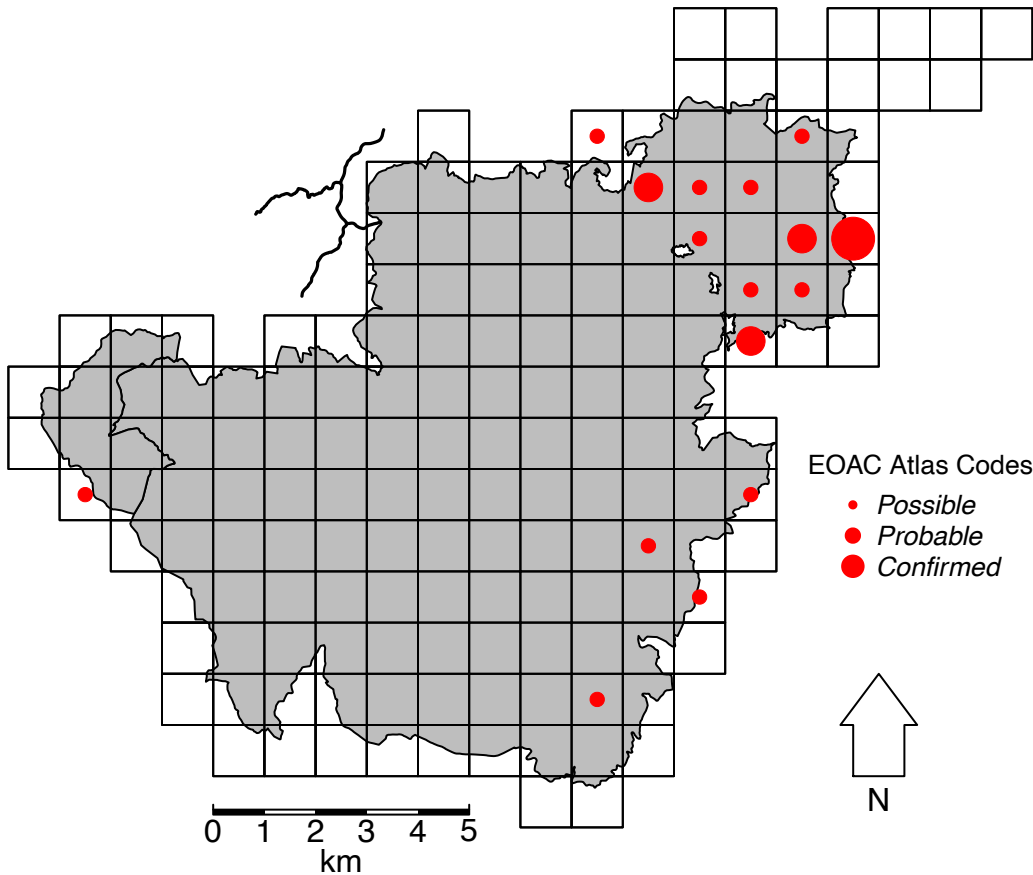 EOAC Atlas Codes
Possible
Probable
Confirmed
N
0 1 2 3 4 5
km